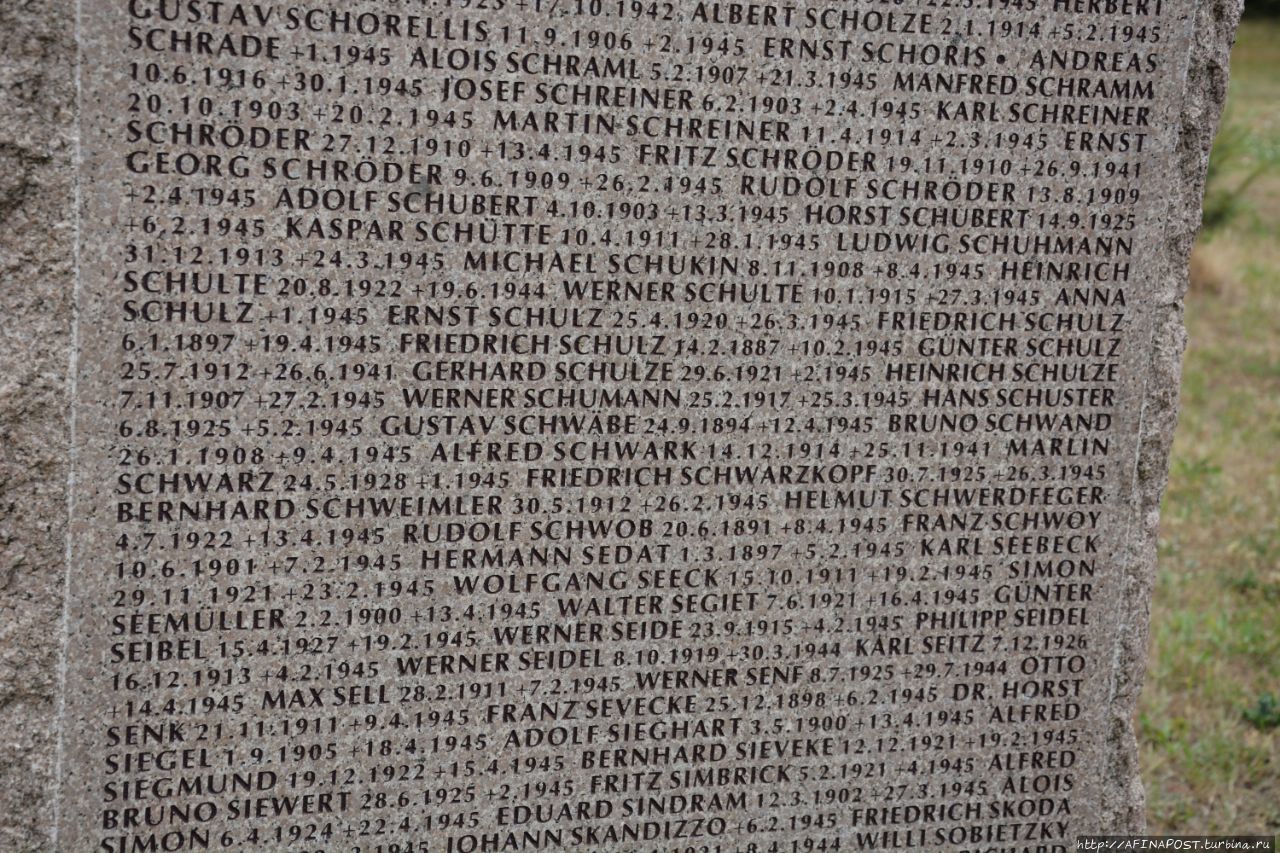 +17.10.1942 ALBERT SCHOLZE 2.1.1914 +5.2.1945 HERBERT
GUSTAV SCHORELLIS 11.9.1906 +2.1945 ERNST SCHORIS • ANDREAS
SCHRADE +1.1945 ALOIS SCHRAML 5.2.1907 +21.3.1945 MANFRED SCHRAMM
10.6.1916 +30.1.1945 JOSEF SCHREINER 6.2.1903 +2.4.1945 KARL SCHREINER
20.10.1903 +20.2.1945 MARTIN SCHREINER 11.4.1914 +2.3.1945 ERNST
SCHRÖDER 27.12.1910 +13.4.1945 FRITZ SCHRÖDER 19.11.1910 +26.9.1941
GEORG SCHRÖDER 9.6.1909 +26.2.1945 RUDOLF SCHRÖDER 13.8.1909
+2.4.1945 ADOLF SCHUBERT 4.10.1903 +13.3.1945 HORST SCHUBERT 14.9.1925
+6.2.1945 KASPAR SCHÜTTE 10.4.1911 +28.1.1945 LUDWIG SCHUHMANN
31.12.1913 +24.3.1945 MICHAEL SCHUKIN 8.11.1908 +8.4.1945 HEINRICH
SCHULTE 20.8.1922 +19.6.1944 WERNER SCHULTE 10.1.1915 +27.3.1945 ANNA
SCHULZ +1.1945 ERNST SCHULZ 25.4.1920 +26.3.1945 FRIEDRICH SCHULZ
6.1.1897 +19.4.1945 FRIEDRICH SCHULZ 14.2.1887 +10.2.1945 GÜNTER SCHULZ
25.7.1912 +26.6.1941 GERHARD SCHULZE 29.6.1921 +2.1945 HEINRICH SCHULZE
7.11.1907 +27.2.1945 WERNER SCHUMANN 25.2.1917 +25.3.1945 HANS SCHUSTER
6.8.1925 +5.2.1945 GUSTAV SCHWABE 24.9.1894 +12.4.1945 BRUNO SCHWAND
26.1.1908 +9.4.1945 ALFRED SCHWARK 14.12.1914 +25.11.1941 MARLIN
SCHWARZ 24.5.1928 +1.1945 FRIEDRICH SCHWARZKOPF 30.7.1925 +26.3.1945
BERNHARD SCHWEIMLER 30.5.1912 +26.2.1945 HELMUT SCHWERDFEGER
4.7.1922 +13.4.1945 RUDOLF SCHWOB 20.6.1891 +8.4.1945 FRANZ SCHWOY
10.6.1901 +7.2.1945 HERMANN SEDAT 1.3.1897 +5.2.1945 KARL SEEBECK
29.11.1921 +23.2.1945 WOLFGANG SEECK 15.10.1911 +19.2.1945 SIMON
SEEMÜLLER 2.2.1900 +13.4.1945 WALTER SEGIET 7.6.1921 +16.4.1945 GÜNTER
SEIBEL 15.4.1927 +19.2.1945 WERNER SEIDE 23.9.1915 +4.2.1945 PHILIPP SEIDEL
16.12.1913 +4.2.1945 WERNER SEIDEL 8.10.1919 +30.3.1944 KARL SEITZ 7.12.1926
+14.4.1945 MAX SELL 28.2.1911 +7.2.1945 WERNER SENF 8.7.1925 +29.7.1944 OTTO
SENK 21.11.1911 +9.4.1945 FRANZ SEVECKE 25.12.1898 +6.2.1945 DR. HORST
SIEGEL 1.9.1905 +18.4.1945 ADOLF SIEGHART 3.5.1900 +13.4.1945 ALFRED
SIEGMUND 19.12.1922 +15.4.1945 BERNHARD SIEVEKE 12.12.1921 +19.2.1945
BRUNO SIEWERT 28.6.1925 +2.1945 FRITZ SIMBRICK 5.2.1921 +4.1945 ALFRED
SIMON 6.4.1924 +22.4.1945 EDUARD SINDRAM 12.3.1902 +27.3.1945 ALOIS
JOHANN SKANDIZZO +6.2.1945 FRIEDRICH SKODA
+8.4.1944 WILLI SOBIETZKY
http://AFINAPOST.turbina.ru